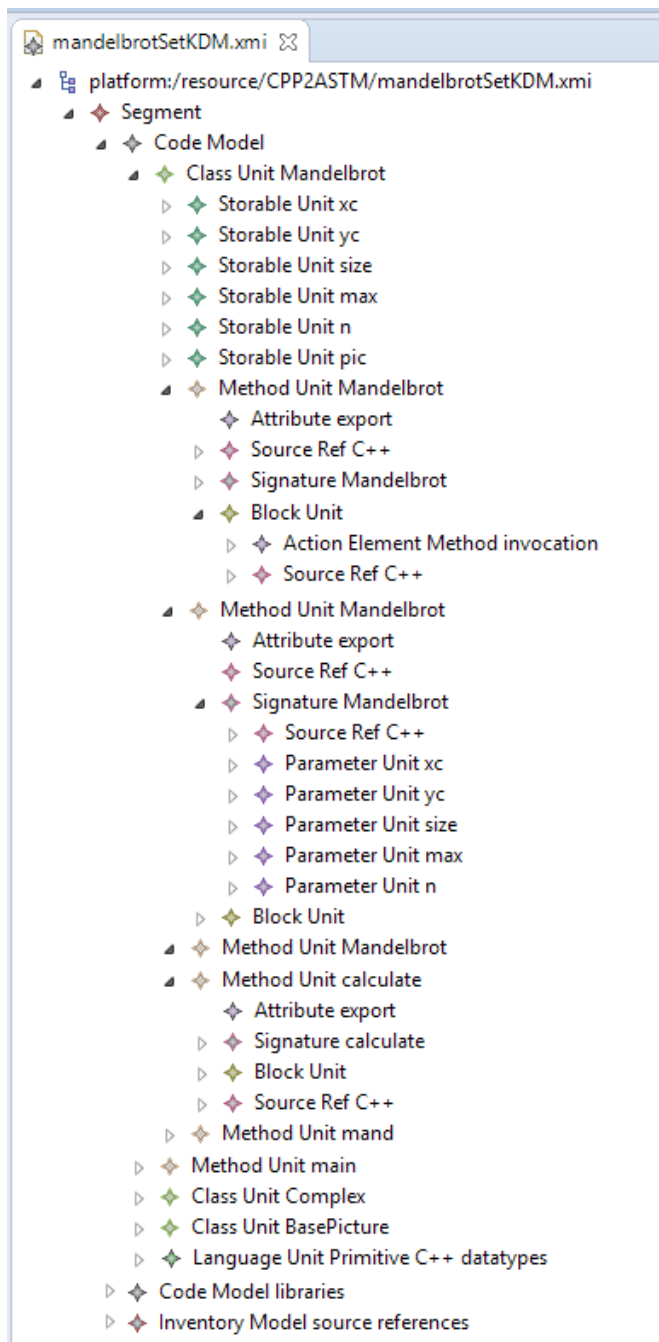 mandelbrotSetKDM.xmi
platform:/resource/CPP2ASTM/mandelbrotSetKDM.xmi
Segment
Code Model
Class Unit Mandelbrot
Storable Unit xc
Storable Unit yc
Storable Unit size
Storable Unit max
Storable Unit n
Storable Unit pic
Method Unit Mandelbrot
Attribute export
Source Ref C++
Signature Mandelbrot
Block Unit
Action Element Method invocation
Source Ref C++
Method Unit Mandelbrot
Attribute export
Source Ref C++
Signature Mandelbrot
Source Ref C++
Parameter Unit xc
Parameter Unit yc
Parameter Unit size
Parameter Unit max
Parameter Unit n
Block Unit
Method Unit Mandelbrot
Method Unit calculate
Attribute export
Signature calculate
Block Unit
Source Ref C++
Method Unit mand
Method Unit main
Class Unit Complex
Class Unit BasePicture
Language Unit Primitive C++ datatypes
Code Model libraries
Inventory Model source references